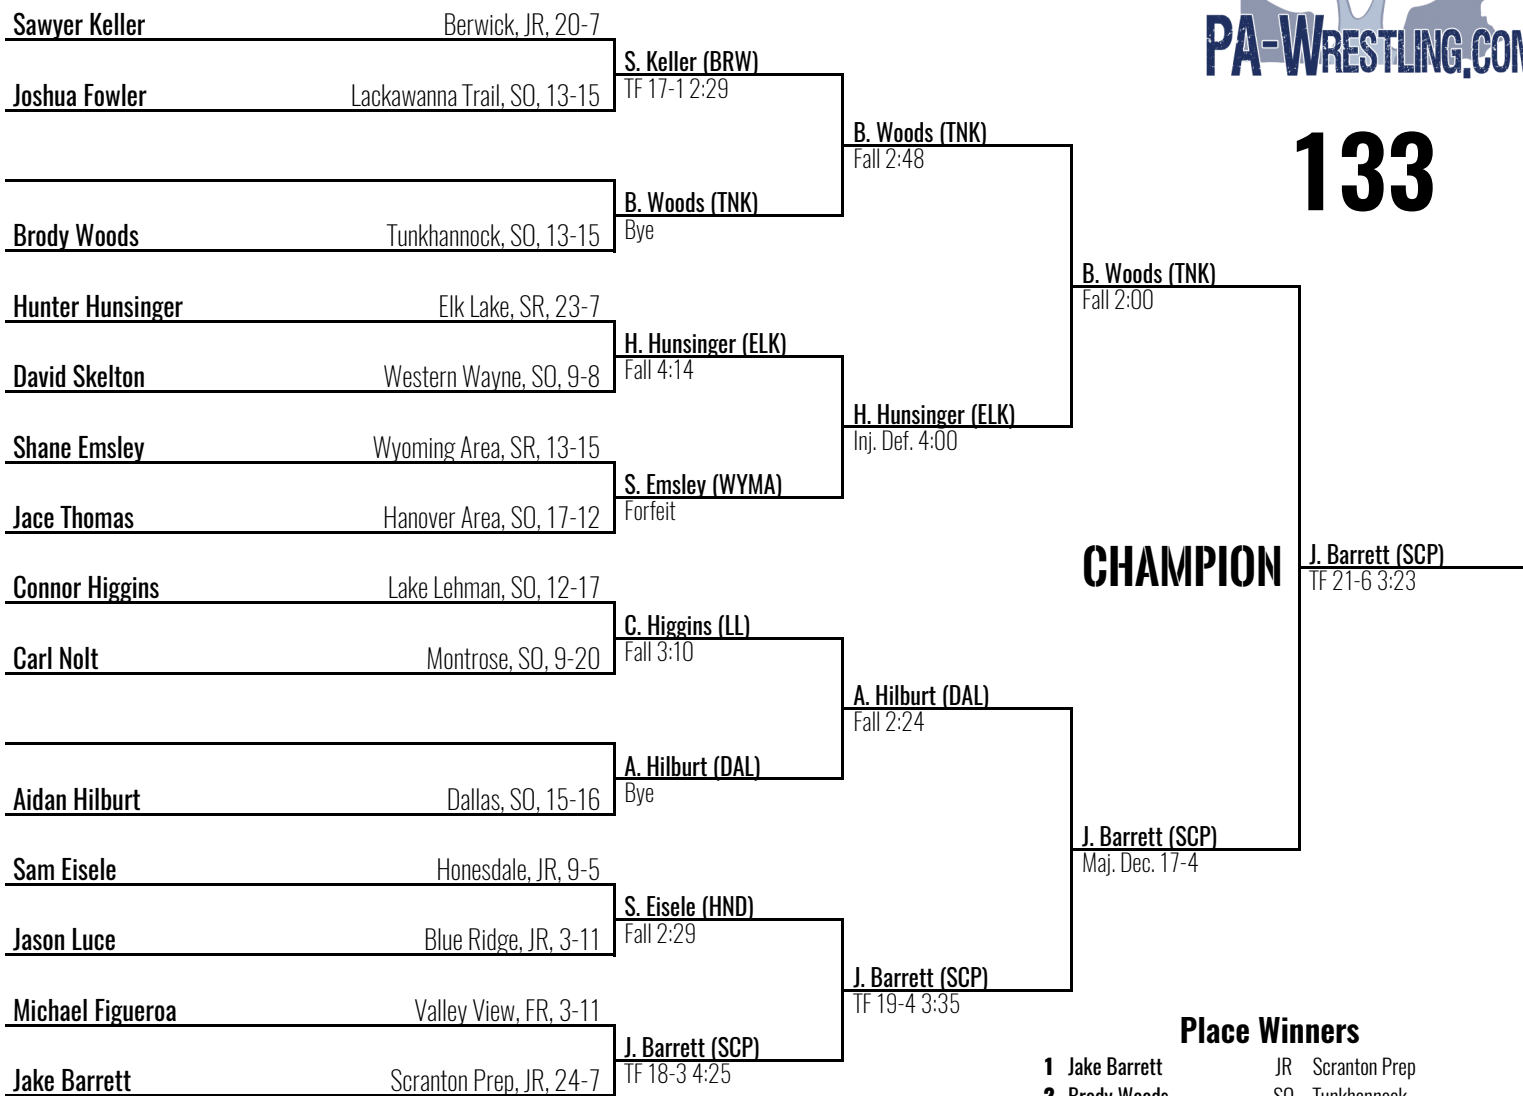 Sawyer Keller Berwick, JR, 20-7
Joshua Fowler Lackawanna Trail, SO, 13-15
Brody Woods Tunkhannock, SO, 13-15
Hunter Hunsinger Elk Lake, SR, 23-7
David Skelton Western Wayne, SO, 9-8
Shane Emsley Wyoming Area, SR, 13-15
Jace Thomas Hanover Area, SO, 17-12
Connor Higgins Lake Lehman, SO, 12-17
Carl Nolt Montrose, SO, 9-20
Aidan Hilburt Dallas, SO, 15-16
Sam Eisele Honesdale, JR, 9-5
Jason Luce Blue Ridge, JR, 3-11
Michael Figueroa Valley View, FR, 3-11
Jake Barrett Scranton Prep, JR, 24-7
S. Keller (BRW)
TF 17-1 2:29
B. Woods (TNK)
Bye
H. Hunsinger (ELK)
Fall 4:14
S. Emsley (WYMA)
Forfeit
C. Higgins (LL)
Fall 3:10
A. Hilburt (DAL)
Bye
S. Eisele (HND)
Fall 2:29
J. Barrett (SCP)
TF 18-3 4:25
B. Woods (TNK)
Fall 2:48
H. Hunsinger (ELK)
Inj. Def. 4:00
A. Hilburt (DAL)
Fall 2:24
J. Barrett (SCP)
TF 19-4 3:35
B. Woods (TNK)
Fall 2:00
J. Barrett (SCP)
Maj. Dec. 17-4
CHAMPION
J. Barrett (SCP)
TF 21-6 3:23
PA-WRESTLING.COM
133
Place Winners
1 Jake Barrett JR Scranton Prep
2 Brody Woods SO Tunkhannock